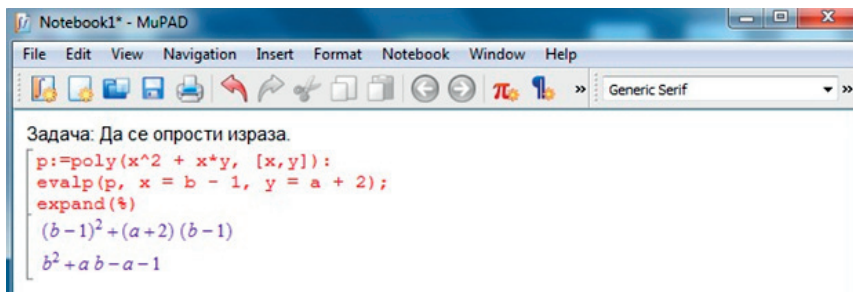 Notebook1* - MuPAD
File Edit View Navigation Insert Format Notebook Window Help
π ¶ » Generic Serif »
Задача: Да се опрости израза.
p:=poly(x^2 + x*y, [x,y]):
evalp(p, x = b - 1, y = a + 2);
expand(%)
(b−1)²+(a+2) (b−1)
b²+a b−a−1